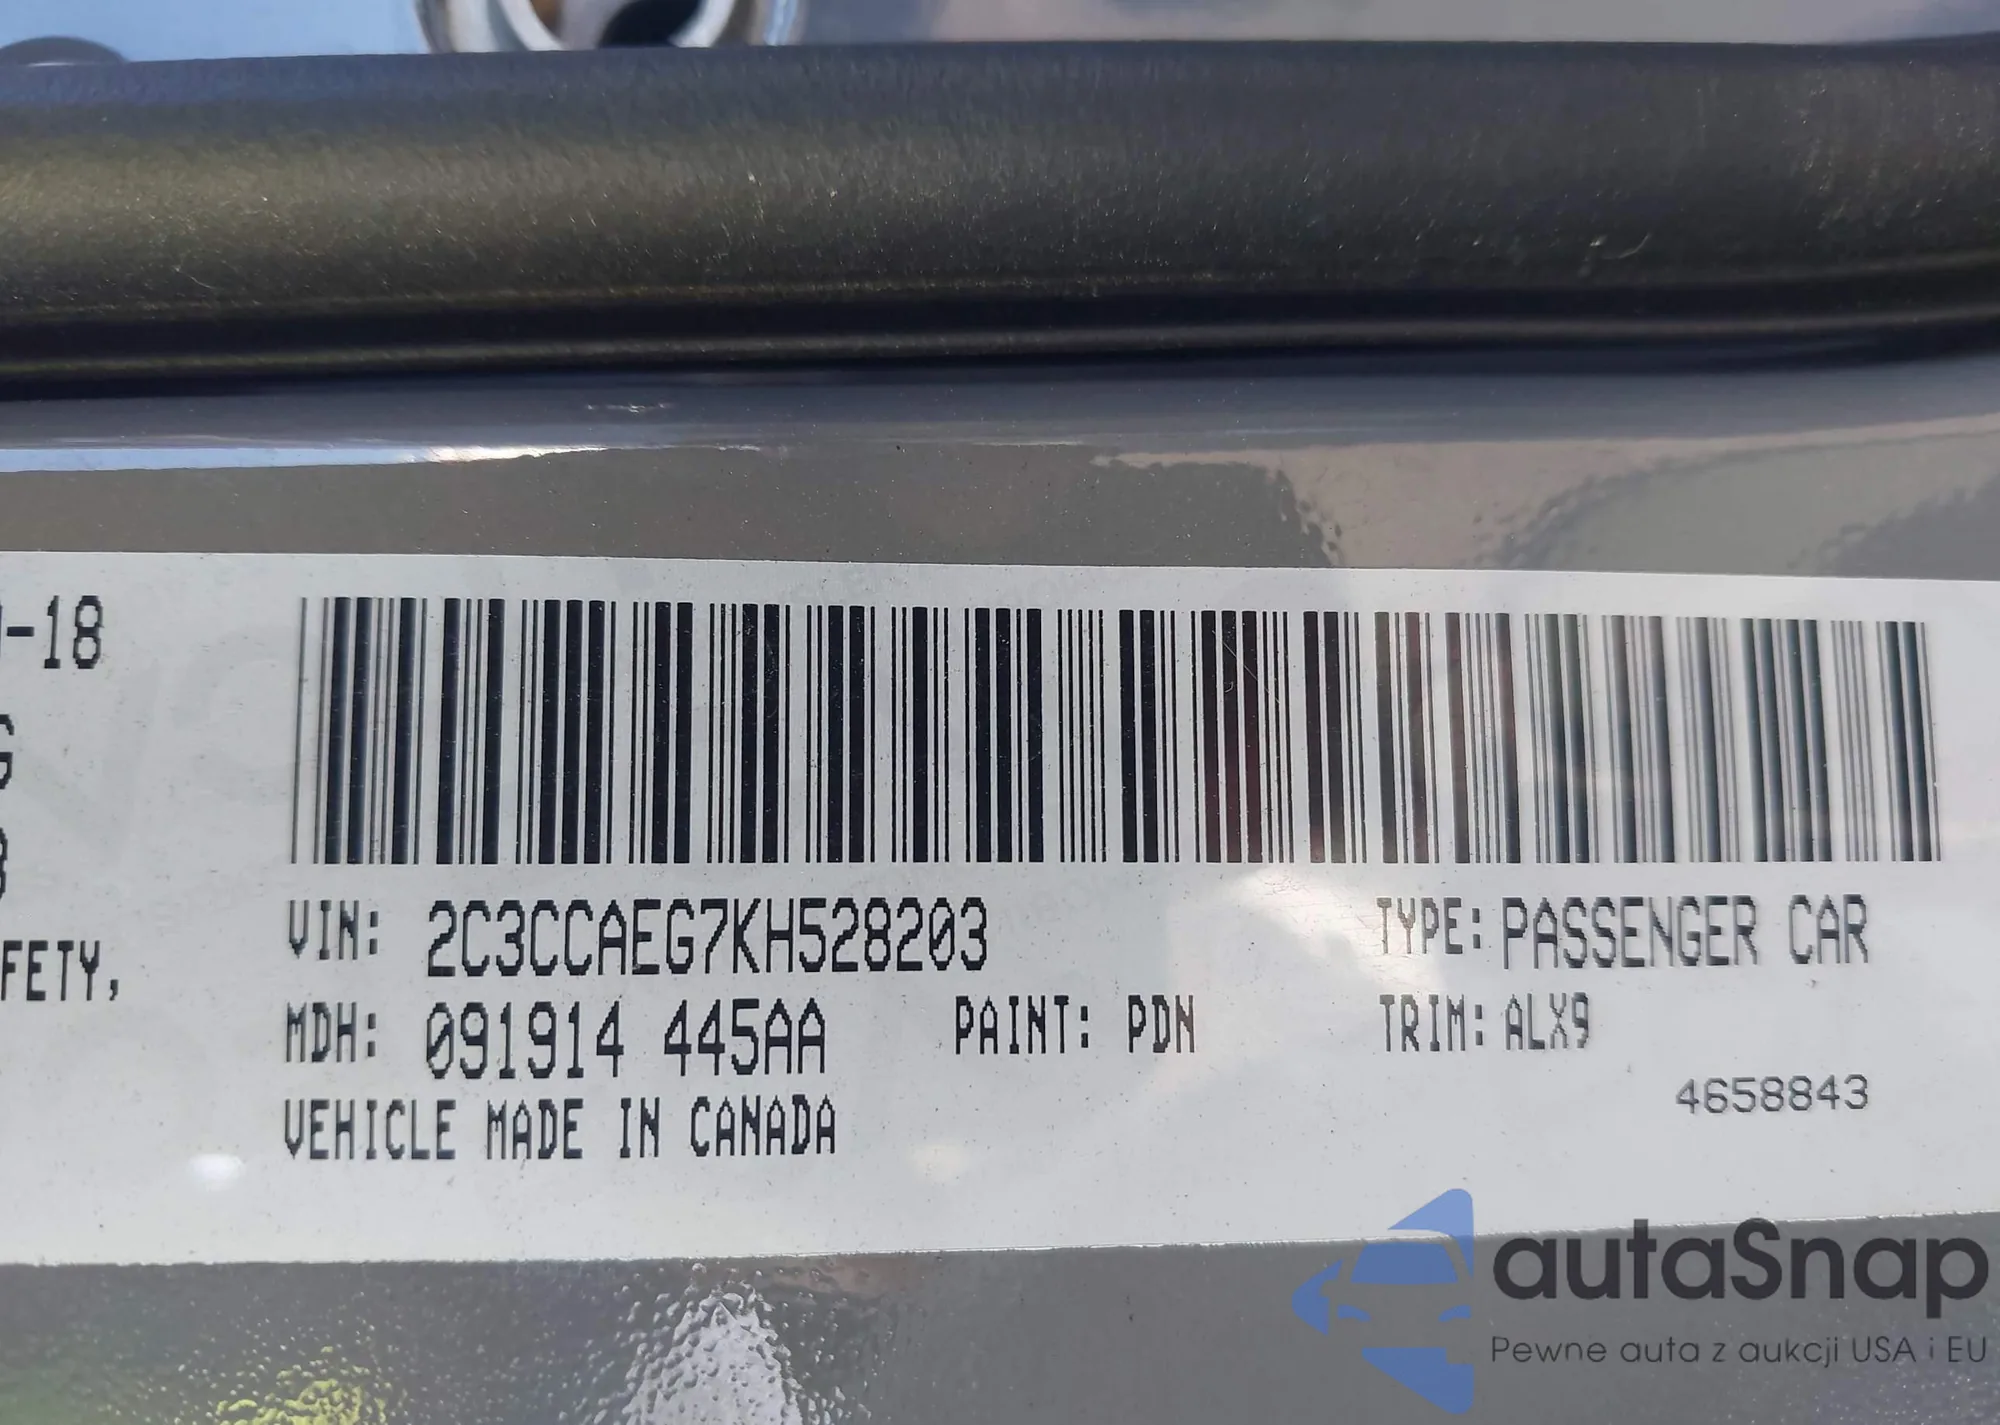 -18
G
FETY,
VIN: 2C3CCAEG7KH528203
TYPE: PASSENGER CAR
MDH: 091914 445AA
PAINT: PDN
TRIM: ALX9
VEHICLE MADE IN CANADA
4658843
autaSnap
Pewne auta z aukcji USA i EU